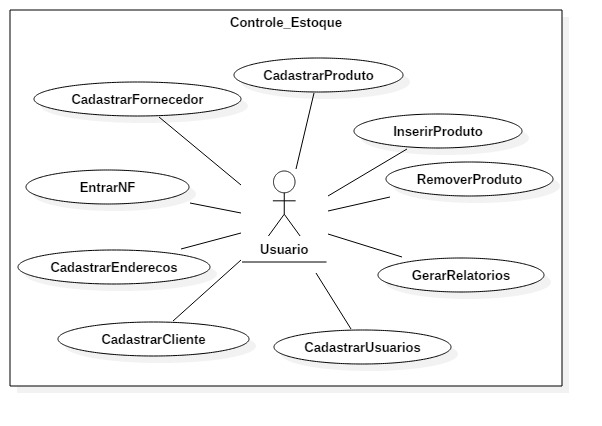 Controle_Estoque
CadastrarProduto
CadastrarFornecedor
InserirProduto
RemoverProduto
EntrarNF
Usuario
CadastrarEnderecos
GerarRelatorios
CadastrarCliente
CadastrarUsuarios